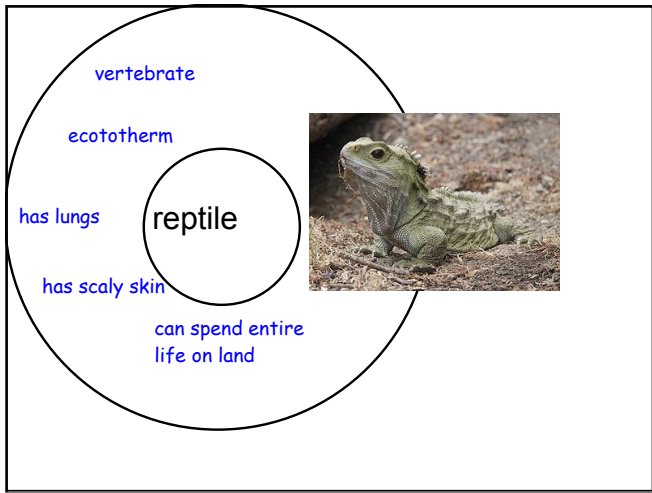 vertebrate
ecototherm
has lungs
reptile
has scaly skin
can spend entire
life on land